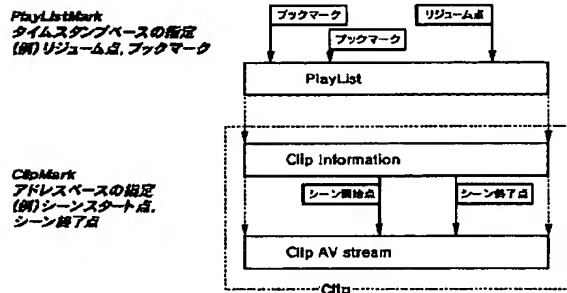 PlayListMark
タイムスタンプベースの指定
(例)リジューム点,ブックマーク
ブックマーク
ブックマーク
リジューム点
PlayList
ClipMark
アドレスベースの指定
(例)シーンスタート点,
シーン終了点
Clip Information
シーン開始点
シーン終了点
Clip AV stream
Clip